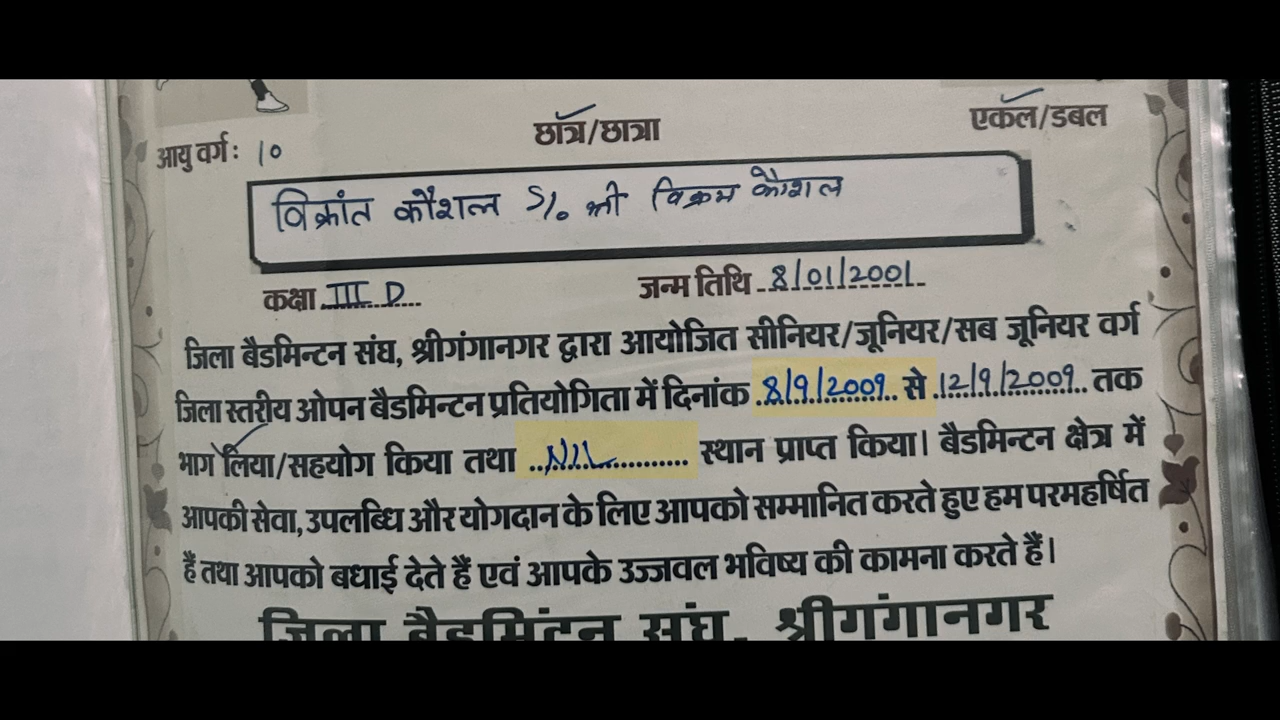 छात्र/छात्रा एकल/डबल
आयु वर्ग: 10
विक्रांत कौशल S/o श्री विक्रम कौशल
कक्षा III D जन्म तिथि 8/01/2001
जिला बैडमिन्टन संघ, श्रीगंगानगर द्वारा आयोजित सीनियर/जूनियर/सब जूनियर वर्ग
जिला स्तरीय ओपन बैडमिन्टन प्रतियोगिता में दिनांक 8/9/2009 से 12/9/2009 तक
भाग लिया/सहयोग किया तथा ..NIL.............. स्थान प्राप्त किया। बैडमिन्टन क्षेत्र में
आपकी सेवा, उपलब्धि और योगदान के लिए आपको सम्मानित करते हुए हम परमहर्षित
हैं तथा आपको बधाई देते हैं एवं आपके उज्जवल भविष्य की कामना करते हैं।
जिला बैडमिंटन संघ, श्रीगंगानगर